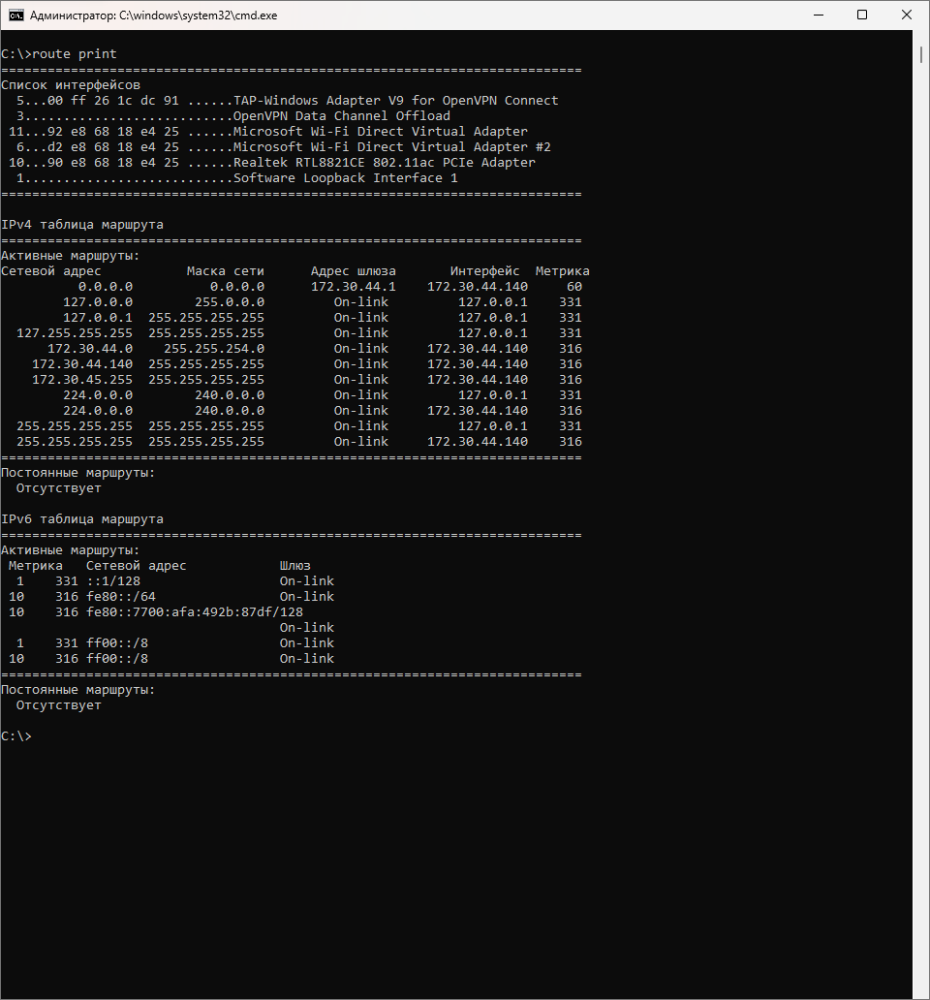 Администратор: C:\windows\system32\cmd.exe
C:\>route print
===========================================================================
Список интерфейсов
  5...00 ff 26 1c dc 91 ......TAP-Windows Adapter V9 for OpenVPN Connect
  3...........................OpenVPN Data Channel Offload
 11...92 e8 68 18 e4 25 ......Microsoft Wi-Fi Direct Virtual Adapter
  6...d2 e8 68 18 e4 25 ......Microsoft Wi-Fi Direct Virtual Adapter #2
 10...90 e8 68 18 e4 25 ......Realtek RTL8821CE 802.11ac PCIe Adapter
  1...........................Software Loopback Interface 1
===========================================================================
IPv4 таблица маршрута
===========================================================================
Активные маршруты:
Сетевой адрес           Маска сети      Адрес шлюза       Интерфейс  Метрика
          0.0.0.0          0.0.0.0      172.30.44.1    172.30.44.140     60
        127.0.0.0        255.0.0.0         On-link         127.0.0.1    331
        127.0.0.1  255.255.255.255         On-link         127.0.0.1    331
  127.255.255.255  255.255.255.255         On-link         127.0.0.1    331
      172.30.44.0    255.255.254.0         On-link     172.30.44.140    316
    172.30.44.140  255.255.255.255         On-link     172.30.44.140    316
    172.30.45.255  255.255.255.255         On-link     172.30.44.140    316
        224.0.0.0        240.0.0.0         On-link         127.0.0.1    331
        224.0.0.0        240.0.0.0         On-link     172.30.44.140    316
  255.255.255.255  255.255.255.255         On-link         127.0.0.1    331
  255.255.255.255  255.255.255.255         On-link     172.30.44.140    316
===========================================================================
Постоянные маршруты:
  Отсутствует
IPv6 таблица маршрута
===========================================================================
Активные маршруты:
 Метрика   Сетевой адрес            Шлюз
  1    331 ::1/128                  On-link
 10    316 fe80::/64                On-link
 10    316 fe80::7700:afa:492b:87df/128
                                    On-link
  1    331 ff00::/8                 On-link
 10    316 ff00::/8                 On-link
===========================================================================
Постоянные маршруты:
  Отсутствует
C:\>